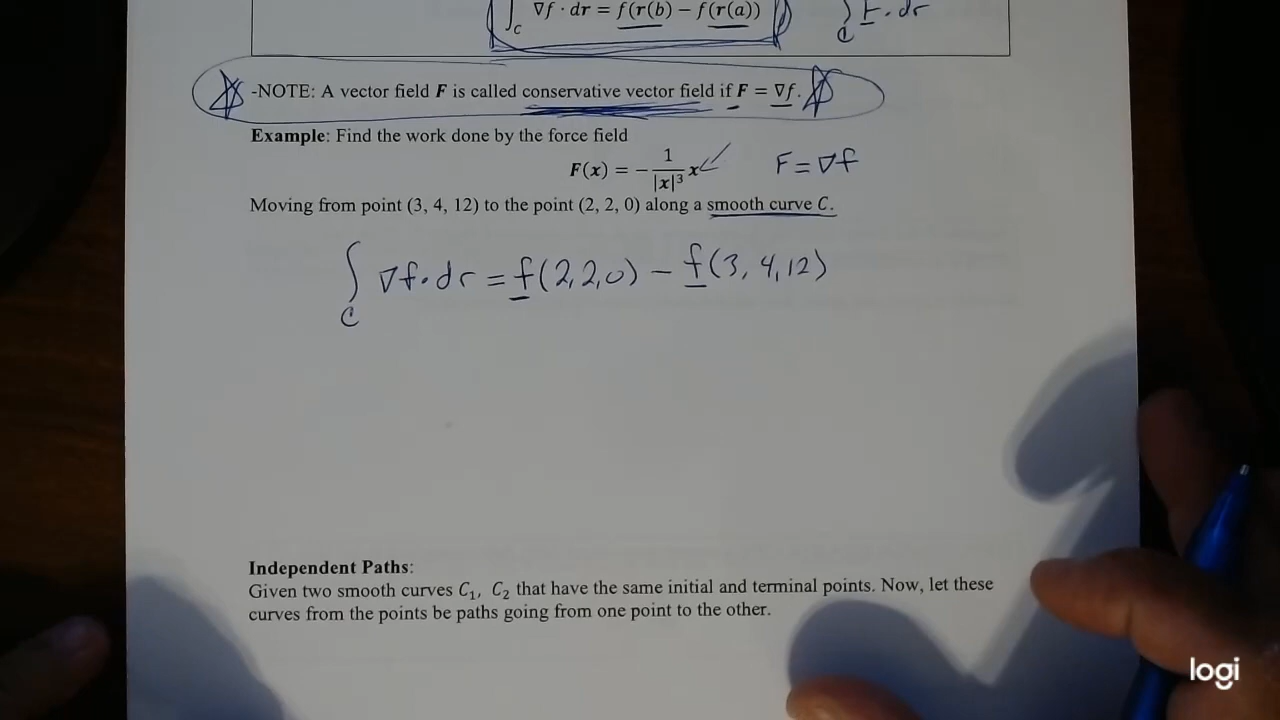 ∫_C ∇f · dr = f(r(b) − f(r(a))   ∫_C F · dr
-NOTE: A vector field F is called conservative vector field if F = ∇f.
Example: Find the work done by the force field
F(x) = − 1/|x|³ x   F = ∇f
Moving from point (3, 4, 12) to the point (2, 2, 0) along a smooth curve C.
∫_C ∇f · dr = f(2,2,0) − f(3, 4,12)
Independent Paths:
Given two smooth curves C₁, C₂ that have the same initial and terminal points. Now, let these
curves from the points be paths going from one point to the other.
logi